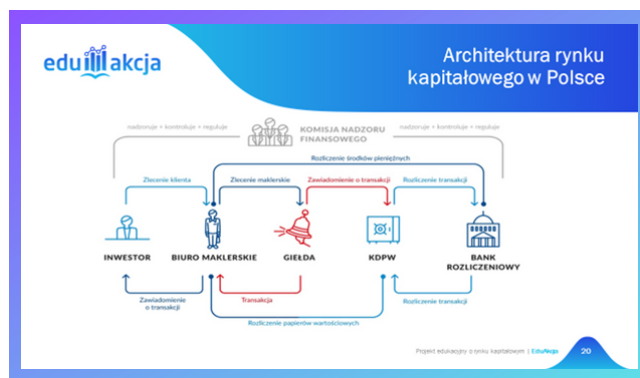 edu akcja
Architektura rynku
kapitałowego w Polsce
nadzoruje + kontroluje + reguluje
KOMISJA NADZORU
FINANSOWEGO
nadzoruje + kontroluje + reguluje
Rozliczenie środków pieniężnych
Zlecenie klienta
Zlecenie maklerskie
Zawiadomienie o transakcji
Rozliczenie transakcji
INWESTOR
BIURO MAKLERSKIE
GIEŁDA
KDPW
BANK
ROZLICZENIOWY
Zawiadomienie
o transakcji
Transakcja
Rozliczenie transakcji
Rozliczenie papierów wartościowych
Projekt edukacyjny o rynku kapitałowym | EduAkcja
20